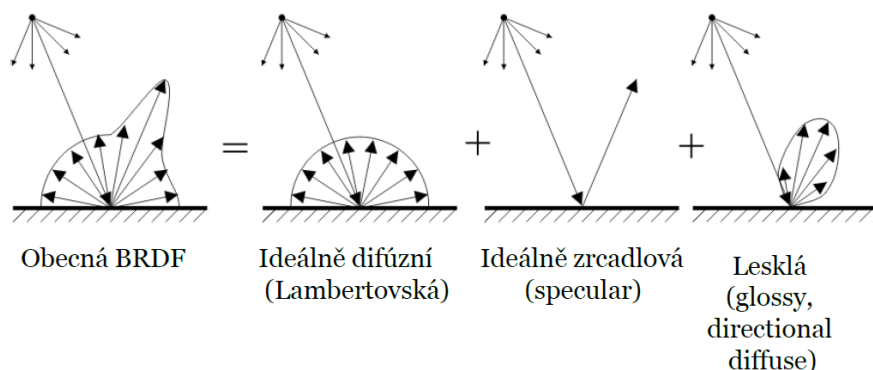 = + +
Obecná BRDF
Ideálně difúzní
(Lambertovská)
Ideálně zrcadlová
(specular)
Lesklá
(glossy,
directional
diffuse)